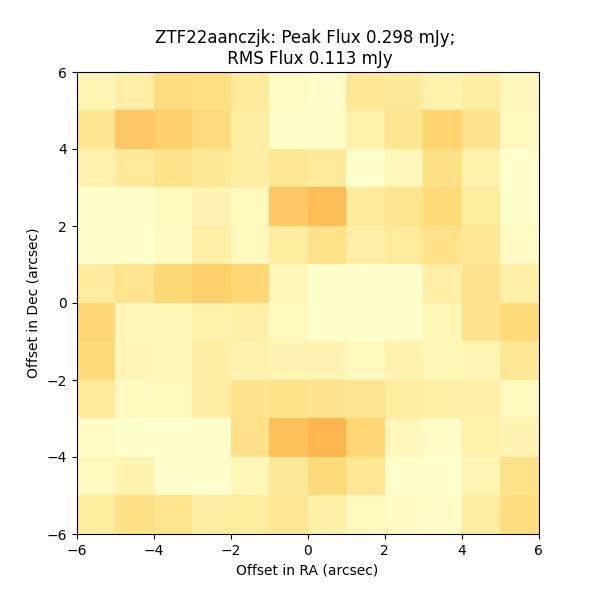 ZTF22aanczjk: Peak Flux 0.298 mJy;
RMS Flux 0.113 mJy
6
4
2
0
−2
−4
−6
Offset in Dec (arcsec)
−6 −4 −2 0 2 4 6
Offset in RA (arcsec)